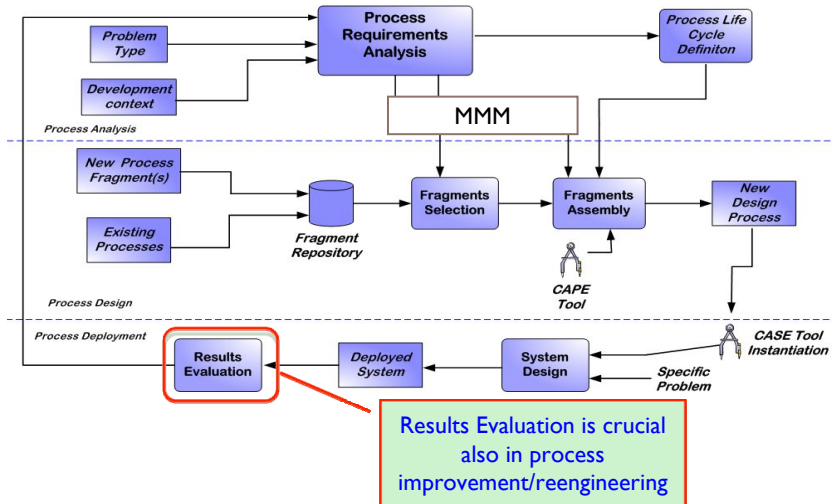 Problem
Type
Process
Requirements
Analysis
Process Life
Cycle
Definiton
Development
context
MMM
Process Analysis
New Process
Fragment(s)
Existing
Processes
Fragment
Repository
Fragments
Selection
Fragments
Assembly
New
Design
Process
CAPE
Tool
Process Design
Process Deployment
Results
Evaluation
Deployed
System
System
Design
CASE Tool
Instantiation
Specific
Problem
Results Evaluation is crucial
also in process
improvement/reengineering